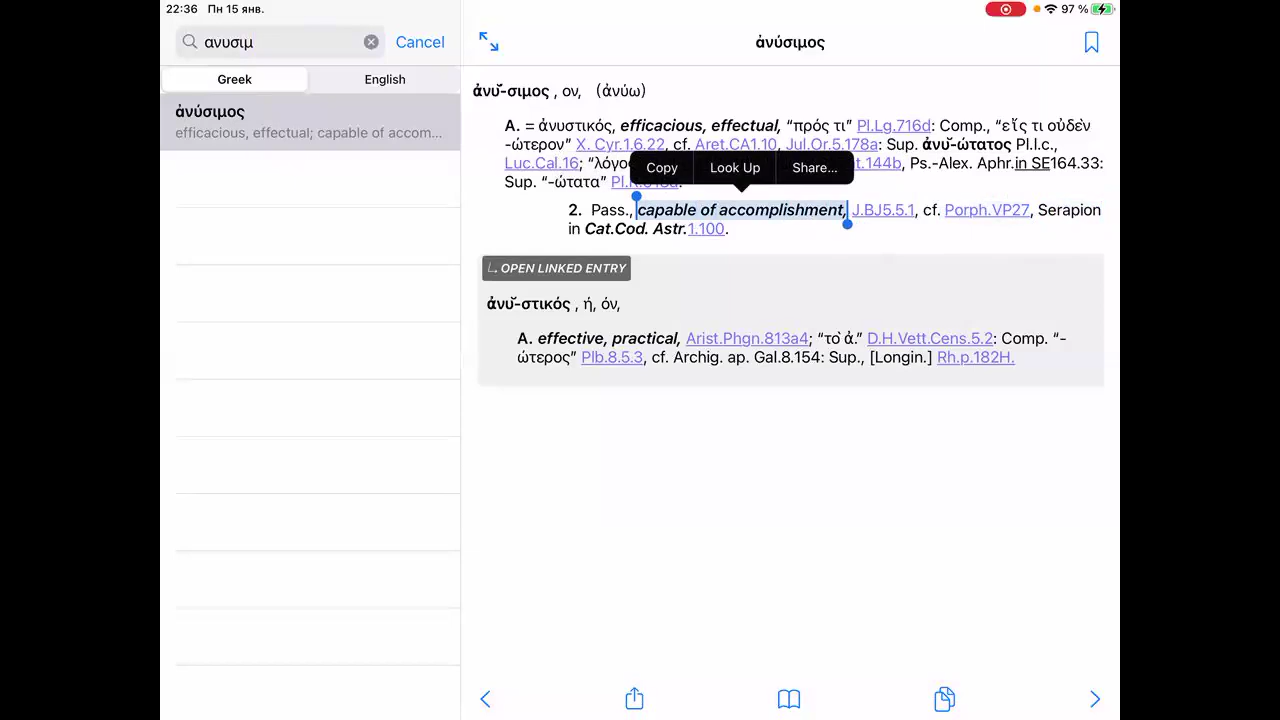 22:36 Пн 15 янв.
97 %
ανυσιμ
Cancel
Greek English
ἀνύσιμος
efficacious, effectual; capable of accom...
ἀνύσιμος
ἀνῠ́-σιμος , ον, (ἀνύω)
A. = ἀνυστικός, efficacious, effectual, “πρός τι” Pl.Lg.716d: Comp., “εἴς τι οὐδὲν
-ώτερον” X. Cyr.1.6.22, cf. Aret.CA1.10, Jul.Or.5.178a: Sup. ἀνῠ-ώτατος Pl.l.c.,
Luc.Cal.16; “λόγο t.144b, Ps.-Alex. Aphr.in SE164.33:
Copy Look Up Share...
Sup. “-ώτατα”
2. Pass., capable of accomplishment, J.BJ5.5.1, cf. Porph.VP27, Serapion
in Cat.Cod. Astr.1.100.
OPEN LINKED ENTRY
ἀνῠ-στικός , ή, όν,
A. effective, practical, Arist.Phgn.813a4; “τὸ ἀ.” D.H.Vett.Cens.5.2: Comp. “-
ώτερος” Plb.8.5.3, cf. Archig. ap. Gal.8.154: Sup., [Longin.] Rh.p.182H.